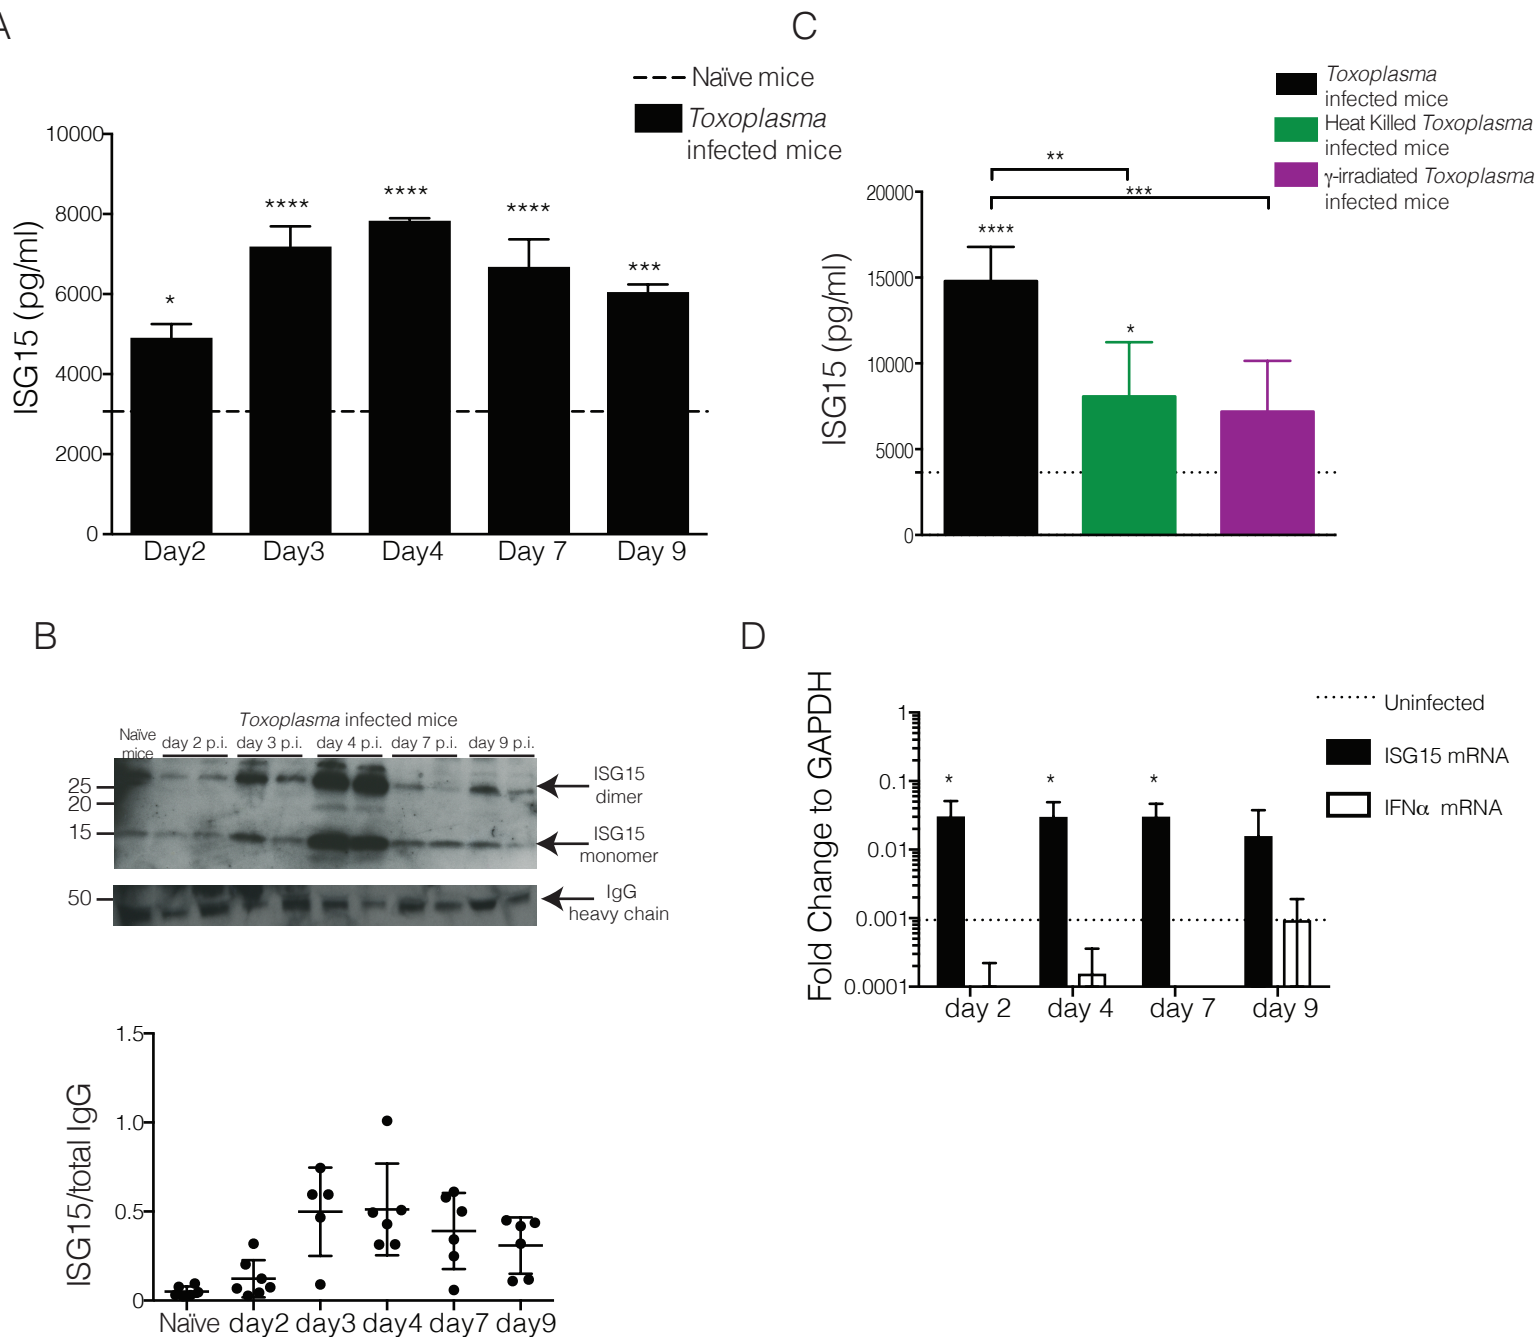 A
Naïve mice
Toxoplasma
infected mice
10000
8000
6000
4000
2000
0
ISG15 (pg/ml)
*
****
****
****
***
Day2
Day3
Day4
Day 7
Day 9
C
Toxoplasma
infected mice
Heat Killed Toxoplasma
infected mice
γ-irradiated Toxoplasma
infected mice
**
***
****
*
20000
15000
10000
5000
0
ISG15 (pg/ml)
B
Toxoplasma infected mice
Naïve
mice
day 2 p.i.
day 3 p.i.
day 4 p.i.
day 7 p.i.
day 9 p.i.
25
20
15
50
ISG15
dimer
ISG15
monomer
IgG
heavy chain
1.5
1.0
0.5
0
ISG15/total IgG
Naïve
day2
day3
day4
day7
day9
D
Uninfected
ISG15 mRNA
IFNα mRNA
1
0.1
0.01
0.001
0.0001
Fold Change to GAPDH
*
*
*
day 2
day 4
day 7
day 9